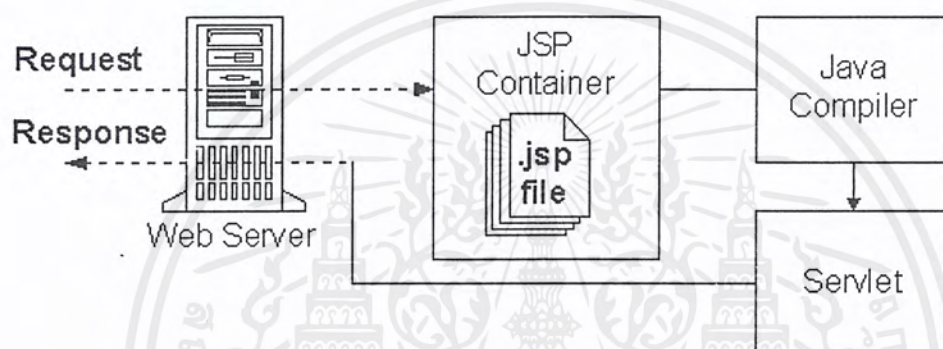 Request
Response
Web Server
JSP
Container
.jsp
file
Java
Compiler
Servlet